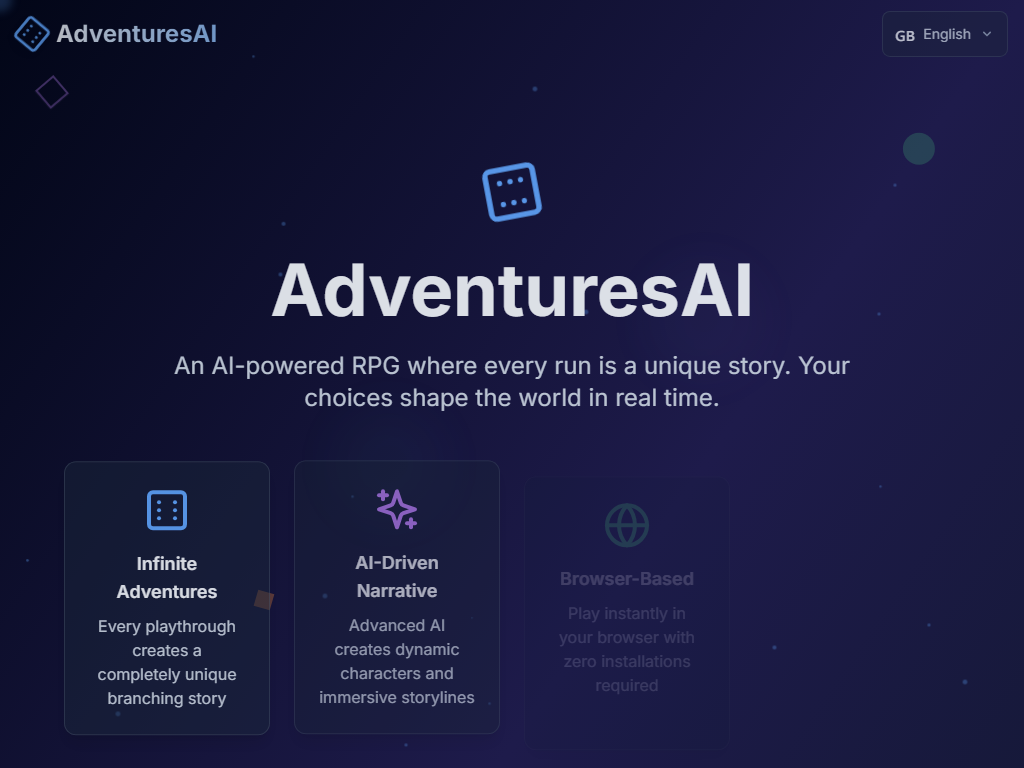 AdventuresAI
GB English
AdventuresAI
An AI-powered RPG where every run is a unique story. Your
choices shape the world in real time.
Infinite
Adventures
Every playthrough
creates a
completely unique
branching story
AI-Driven
Narrative
Advanced AI
creates dynamic
characters and
immersive storylines
Browser-Based
Play instantly in
your browser with
zero installations
required